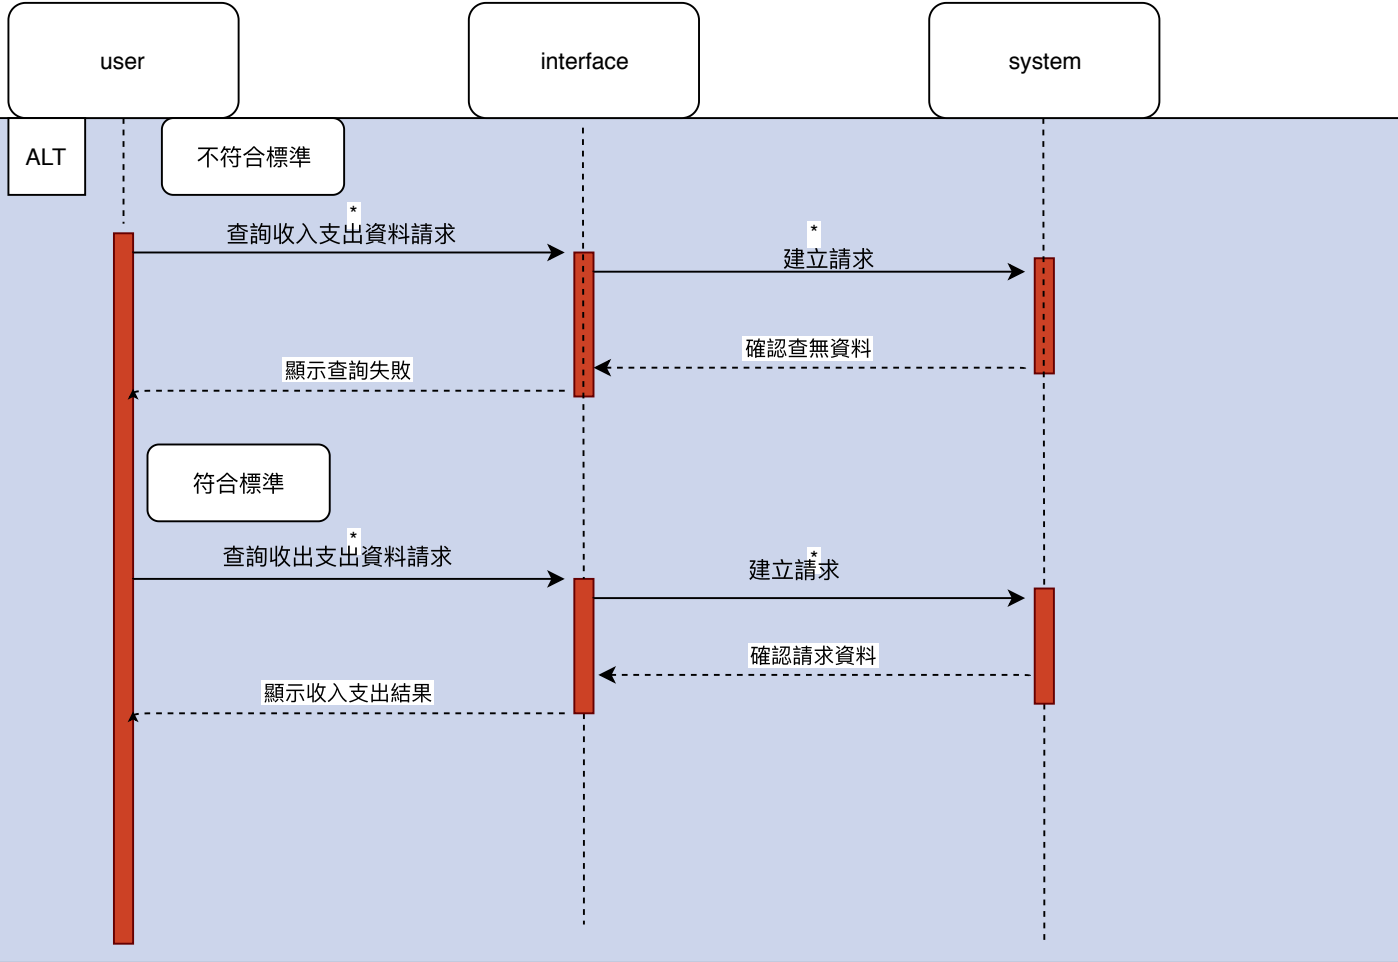 user
interface
system
ALT
不符合標準
*
查詢收入支出資料請求
*
建立請求
確認查無資料
顯示查詢失敗
符合標準
*
查詢收出支出資料請求
*
建立請求
確認請求資料
顯示收入支出結果